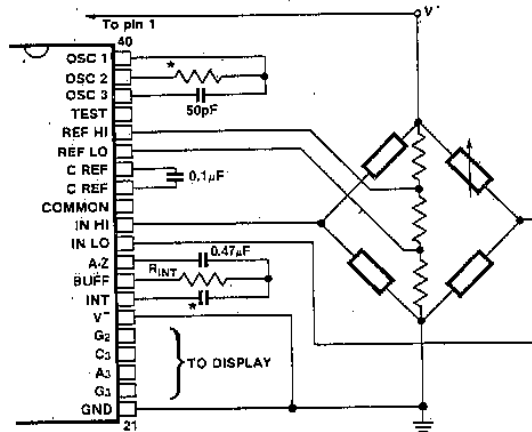 To pin 1
V
40
OSC 1
OSC 2
*
OSC 3
50pF
TEST
REF HI
REF LO
C REF
0.1µF
C REF
COMMON
IN HI
IN LO
0.47µF
A-Z
BUFF
RINT
INT
*
V-
G2
C3
TO DISPLAY
A3
G3
GND
21